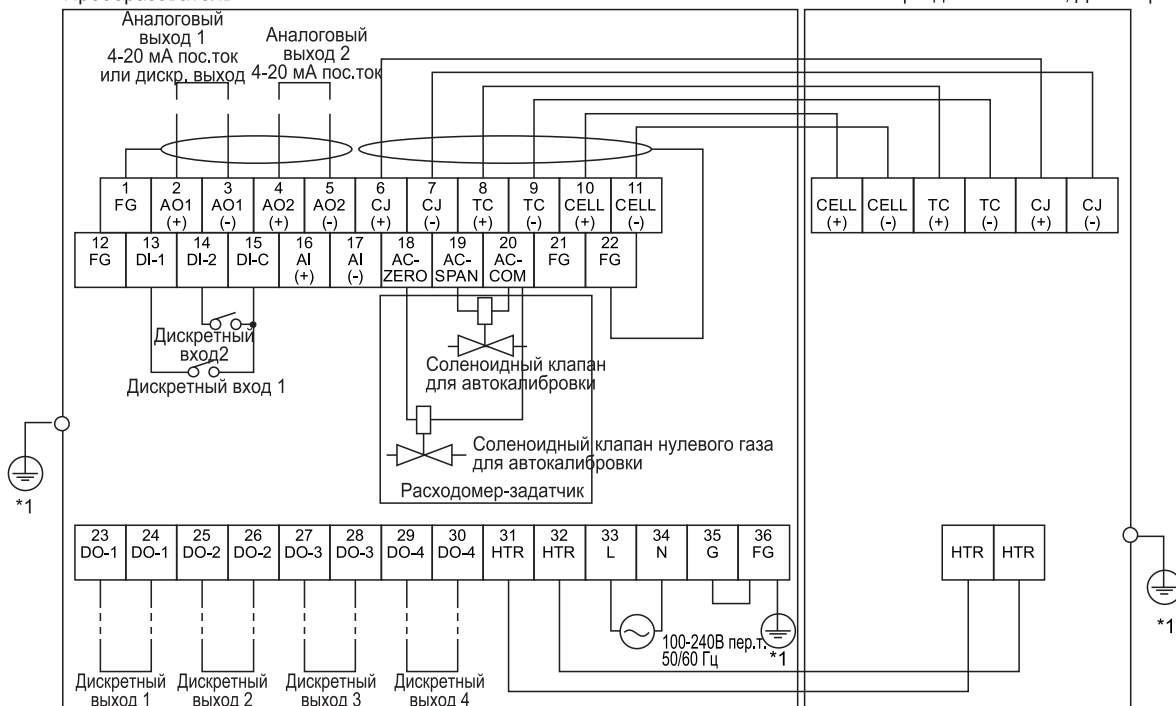 Аналоговый
выход 1
4-20 мА пос.ток
или дискр. выход
Аналоговый
выход 2
4-20 мА пос.ток
1 2 3 4 5 6 7 8 9 10 11
FG AO1 AO1 AO2 AO2 CJ CJ TC TC CELL CELL
(+) (-) (+) (-) (+) (-) (+) (-) (+) (-)
CELL CELL TC TC CJ CJ
(+) (-) (+) (-) (+) (-)
12 13 14 15 16 17 18 19 20 21 22
FG DI-1 DI-2 DI-C AI AI AC- AC- AC- FG FG
(+) (-) ZERO SPAN COM
Дискретный
вход2
Дискретный вход 1
Соленоидный клапан
для автокалибровки
Соленоидный клапан нулевого газа
для автокалибровки
Расходомер-задатчик
*1
23 24 25 26 27 28 29 30 31 32 33 34 35 36
DO-1 DO-1 DO-2 DO-2 DO-3 DO-3 DO-4 DO-4 HTR HTR L N G FG
HTR HTR
*1
100-240В пер.т.
50/60 Гц
*1
Дискретный
выход 1
Дискретный
выход 2
Дискретный
выход 3
Дискретный
выход 4